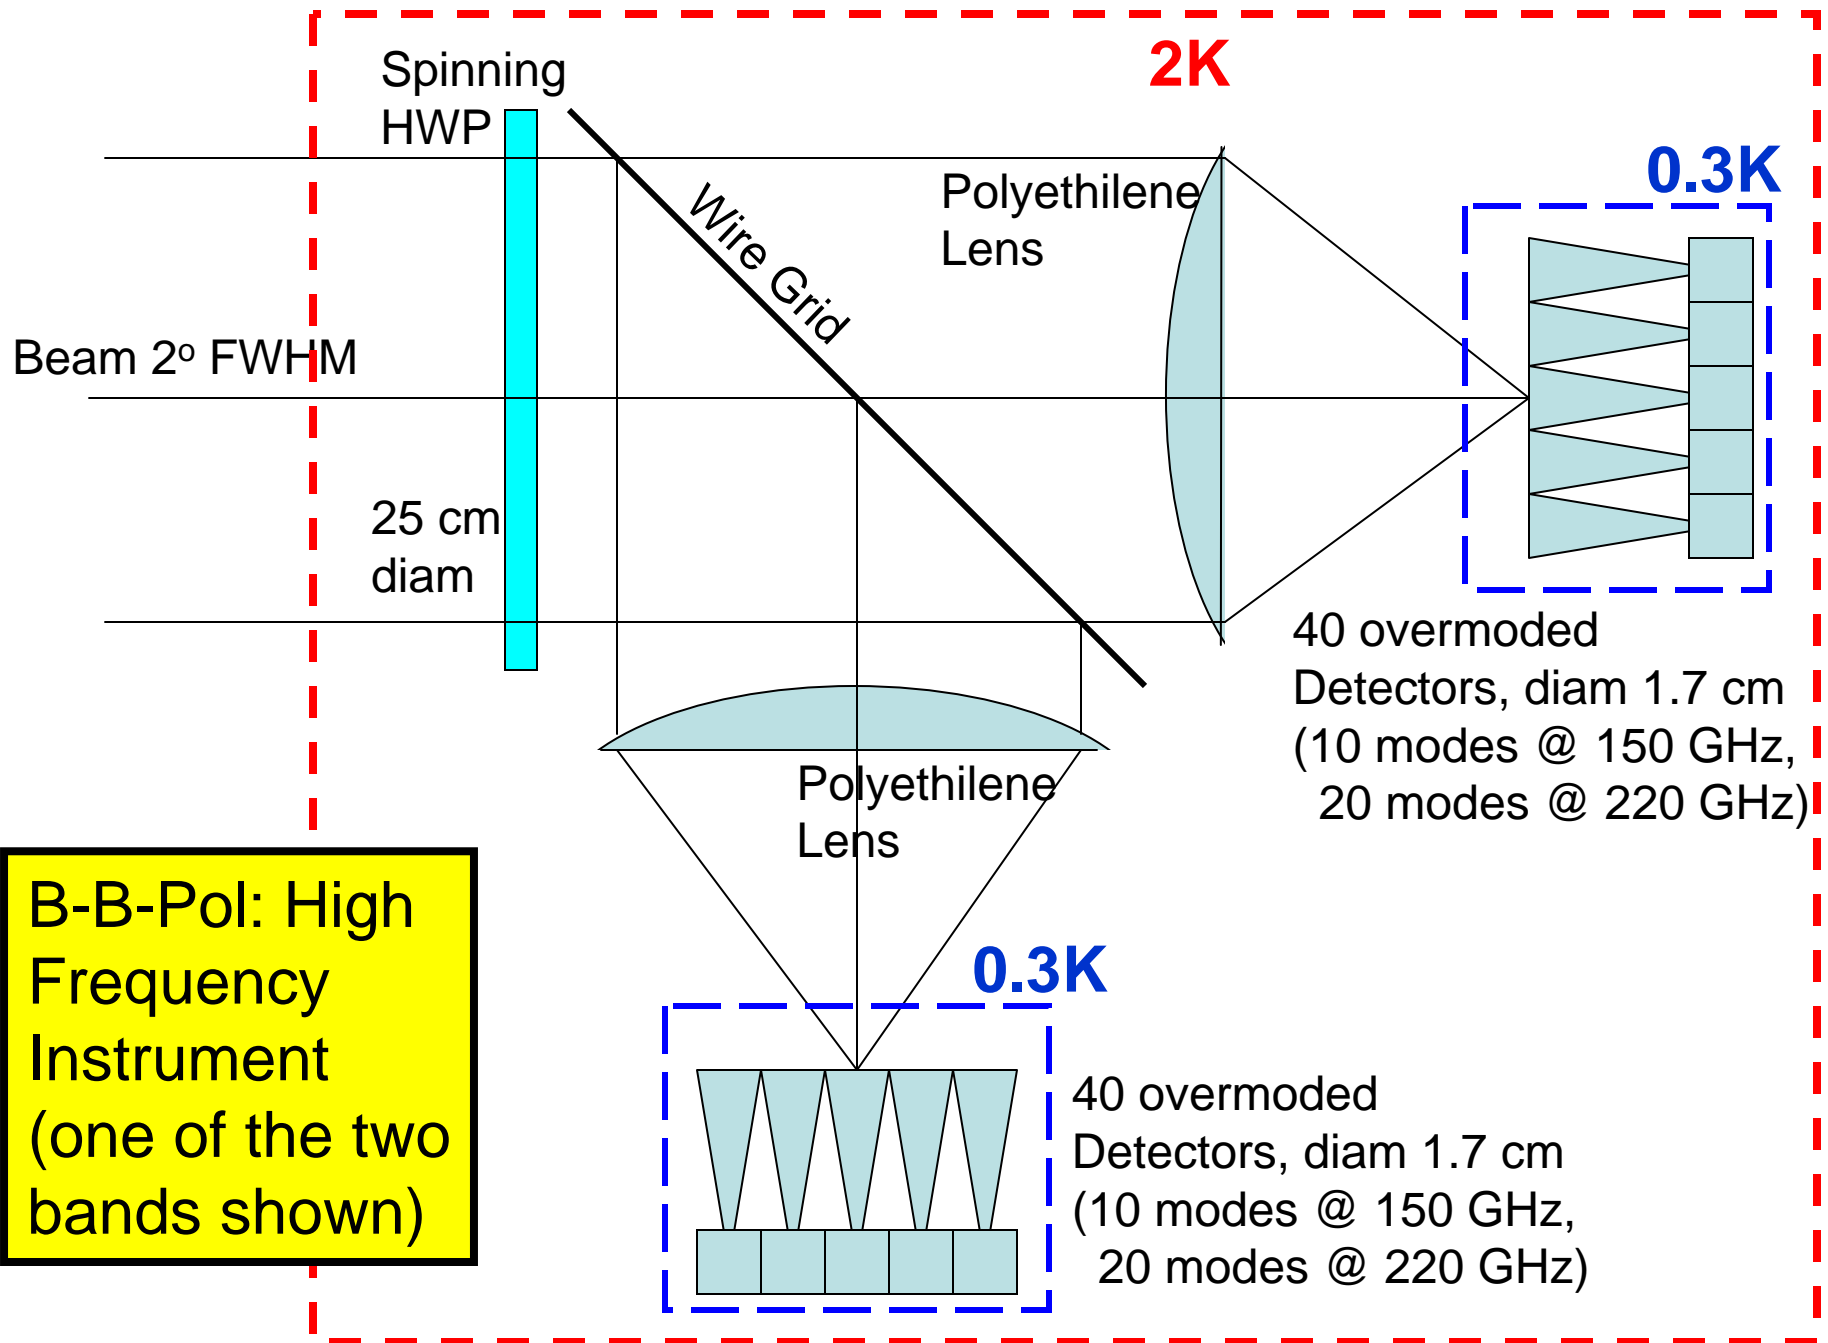 Spinning
HWP
2K
0.3K
Polyethilene
Lens
Wire Grid
Beam 2º FWHM
25 cm
diam
40 overmoded
Detectors, diam 1.7 cm
(10 modes @ 150 GHz,
20 modes @ 220 GHz)
Polyethilene
Lens
B-B-Pol: High
Frequency
Instrument
(one of the two
bands shown)
0.3K
40 overmoded
Detectors, diam 1.7 cm
(10 modes @ 150 GHz,
20 modes @ 220 GHz)